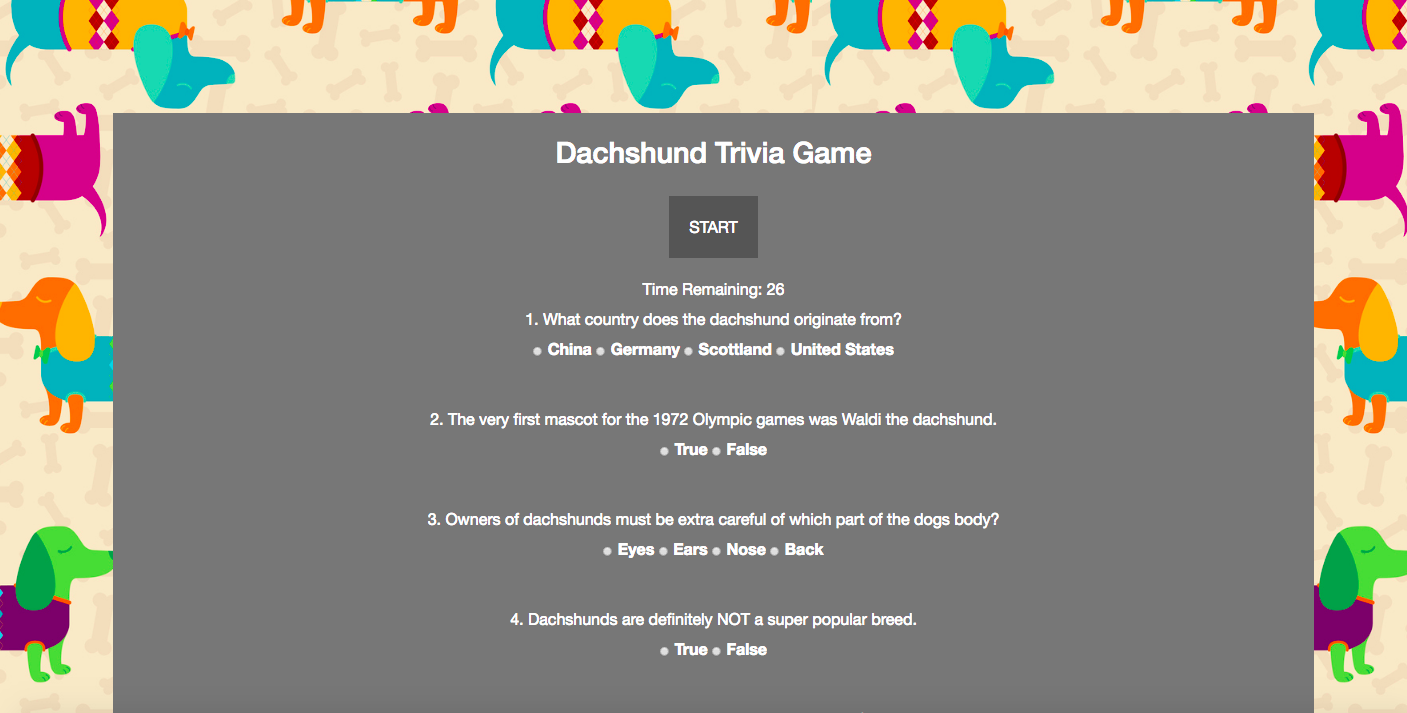 Dachshund Trivia Game
START
Time Remaining: 26
1. What country does the dachshund originate from?
China Germany Scottland United States
2. The very first mascot for the 1972 Olympic games was Waldi the dachshund.
True False
3. Owners of dachshunds must be extra careful of which part of the dogs body?
Eyes Ears Nose Back
4. Dachshunds are definitely NOT a super popular breed.
True False